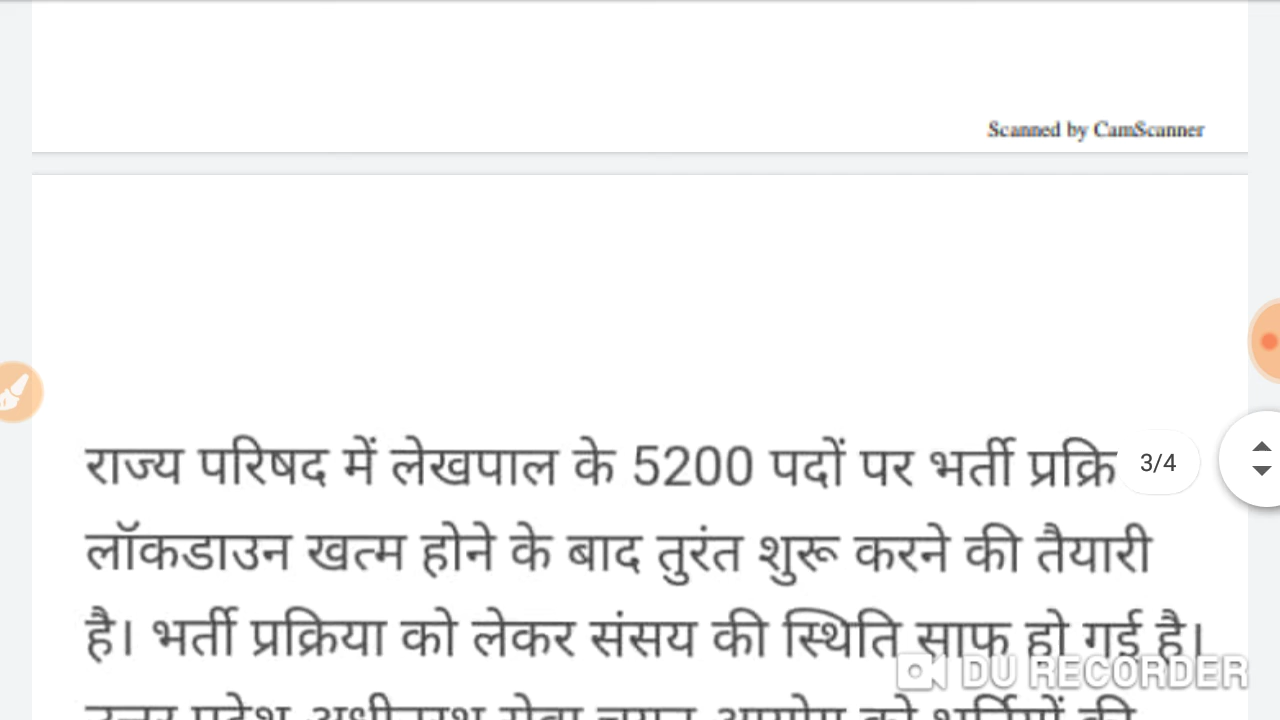 Scanned by CamScanner
राज्य परिषद में लेखपाल के 5200 पदों पर भर्ती प्रक्रि
3/4
लॉकडाउन खत्म होने के बाद तुरंत शुरू करने की तैयारी
है। भर्ती प्रक्रिया को लेकर संसय की स्थिति साफ हो गई है।
DU RECORDER